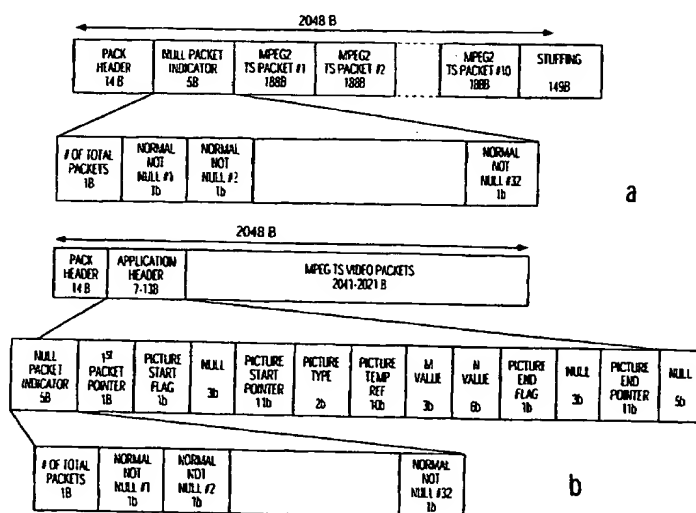 2048 B
PACK
HEADER
14 B
NULL PACKET
INDICATOR
5B
MPEG2
TS PACKET #1
188B
MPEG2
TS PACKET #2
188B
MPEG2
TS PACKET #10
188B
STUFFING
149B
# OF TOTAL
PACKETS
1B
NORMAL
NOT
NULL #1
1b
NORMAL
NOT
NULL #2
1b
NORMAL
NOT
NULL #32
1b
a
2048 B
PACK
HEADER
14 B
APPLICATION
HEADER
7-13B
MPEG TS VIDEO PACKETS
2041-2021 B
NULL
PACKET
INDICATOR
5B
1ST
PACKET
POINTER
1B
PICTURE
START
FLAG
1b
NULL
3b
PICTURE
START
POINTER
11b
PICTURE
TYPE
2b
PICTURE
TEMP
REF
10b
M
VALUE
3b
N
VALUE
6b
PICTURE
END
FLAG
1b
NULL
3b
PICTURE
END
POINTER
11b
NULL
5b
# OF TOTAL
PACKETS
1B
NORMAL
NOT
NULL #1
1b
NORMAL
NOT
NULL #2
1b
NORMAL
NOT
NULL #32
1b
b